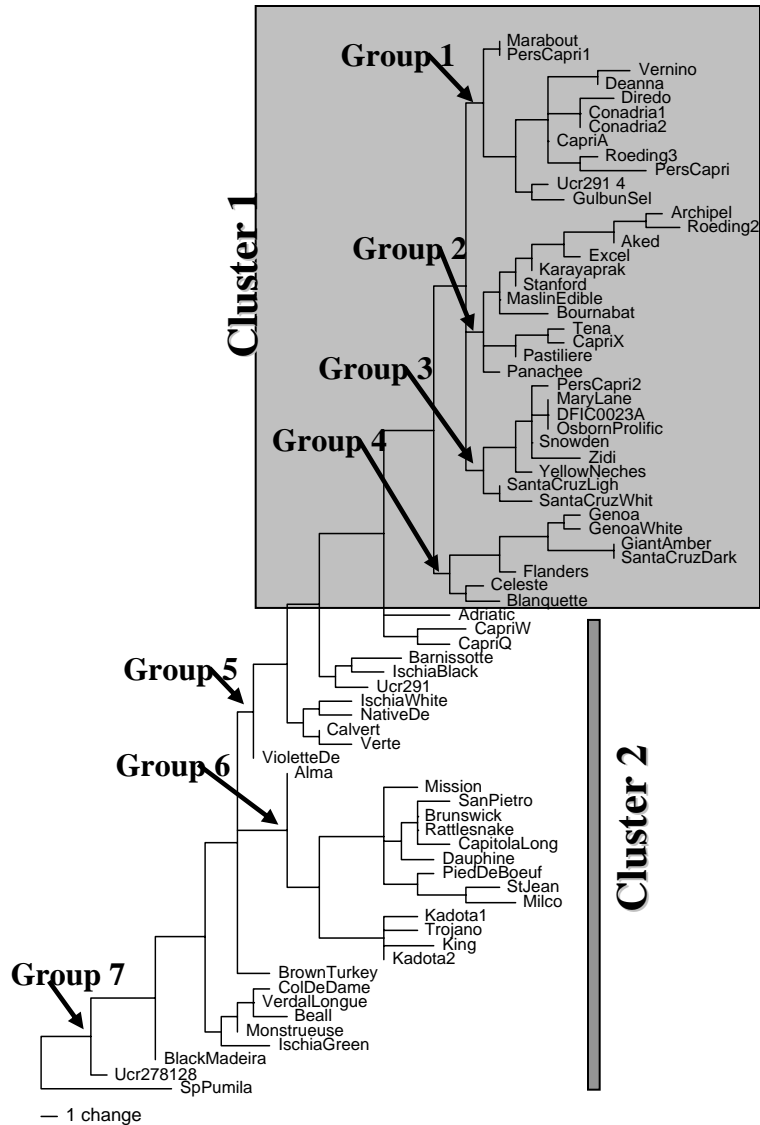 Group 1
Marabout
PersCapri1
Vernino
Deanna
Diredo
Conadria1
Conadria2
CapriA
Roeding3
PersCapri
Ucr291 4
GulbunSel
Cluster 1
Group 2
Archipel
Roeding2
Aked
Excel
Karayaprak
Stanford
MaslinEdible
Bournabat
Tena
CapriX
Pastiliere
Panachee
Group 3
PersCapri2
MaryLane
DFIC0023A
OsbornProlific
Snowden
Zidi
YellowNeches
SantaCruzLigh
SantaCruzWhit
Group 4
Genoa
GenoaWhite
GiantAmber
SantaCruzDark
Flanders
Celeste
Blanquette
Adriatic
CapriW
CapriQ
Barnissotte
IschiaBlack
Ucr291
Group 5
IschiaWhite
NativeDe
Calvert
Verte
VioletteDe
Group 6
Alma
Mission
SanPietro
Brunswick
Rattlesnake
CapitolaLong
Dauphine
PiedDeBoeuf
StJean
Milco
Cluster 2
Kadota1
Trojano
King
Kadota2
Group 7
BrownTurkey
ColDeDame
VerdalLongue
Beall
Monstrueuse
IschiaGreen
BlackMadeira
Ucr278128
SpPumila
1 change